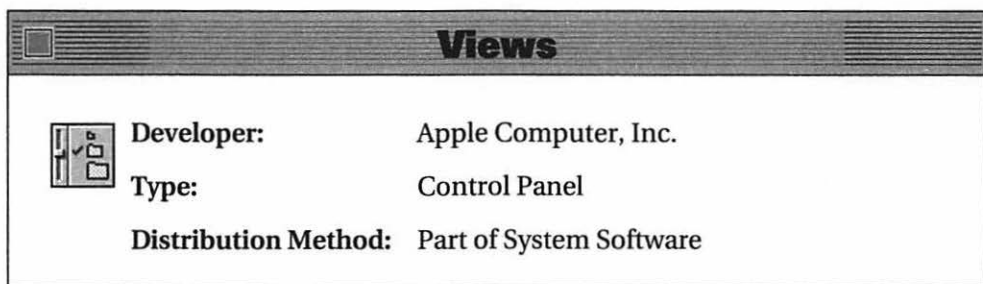 Views
Developer: Apple Computer, Inc.
Type: Control Panel
Distribution Method: Part of System Software